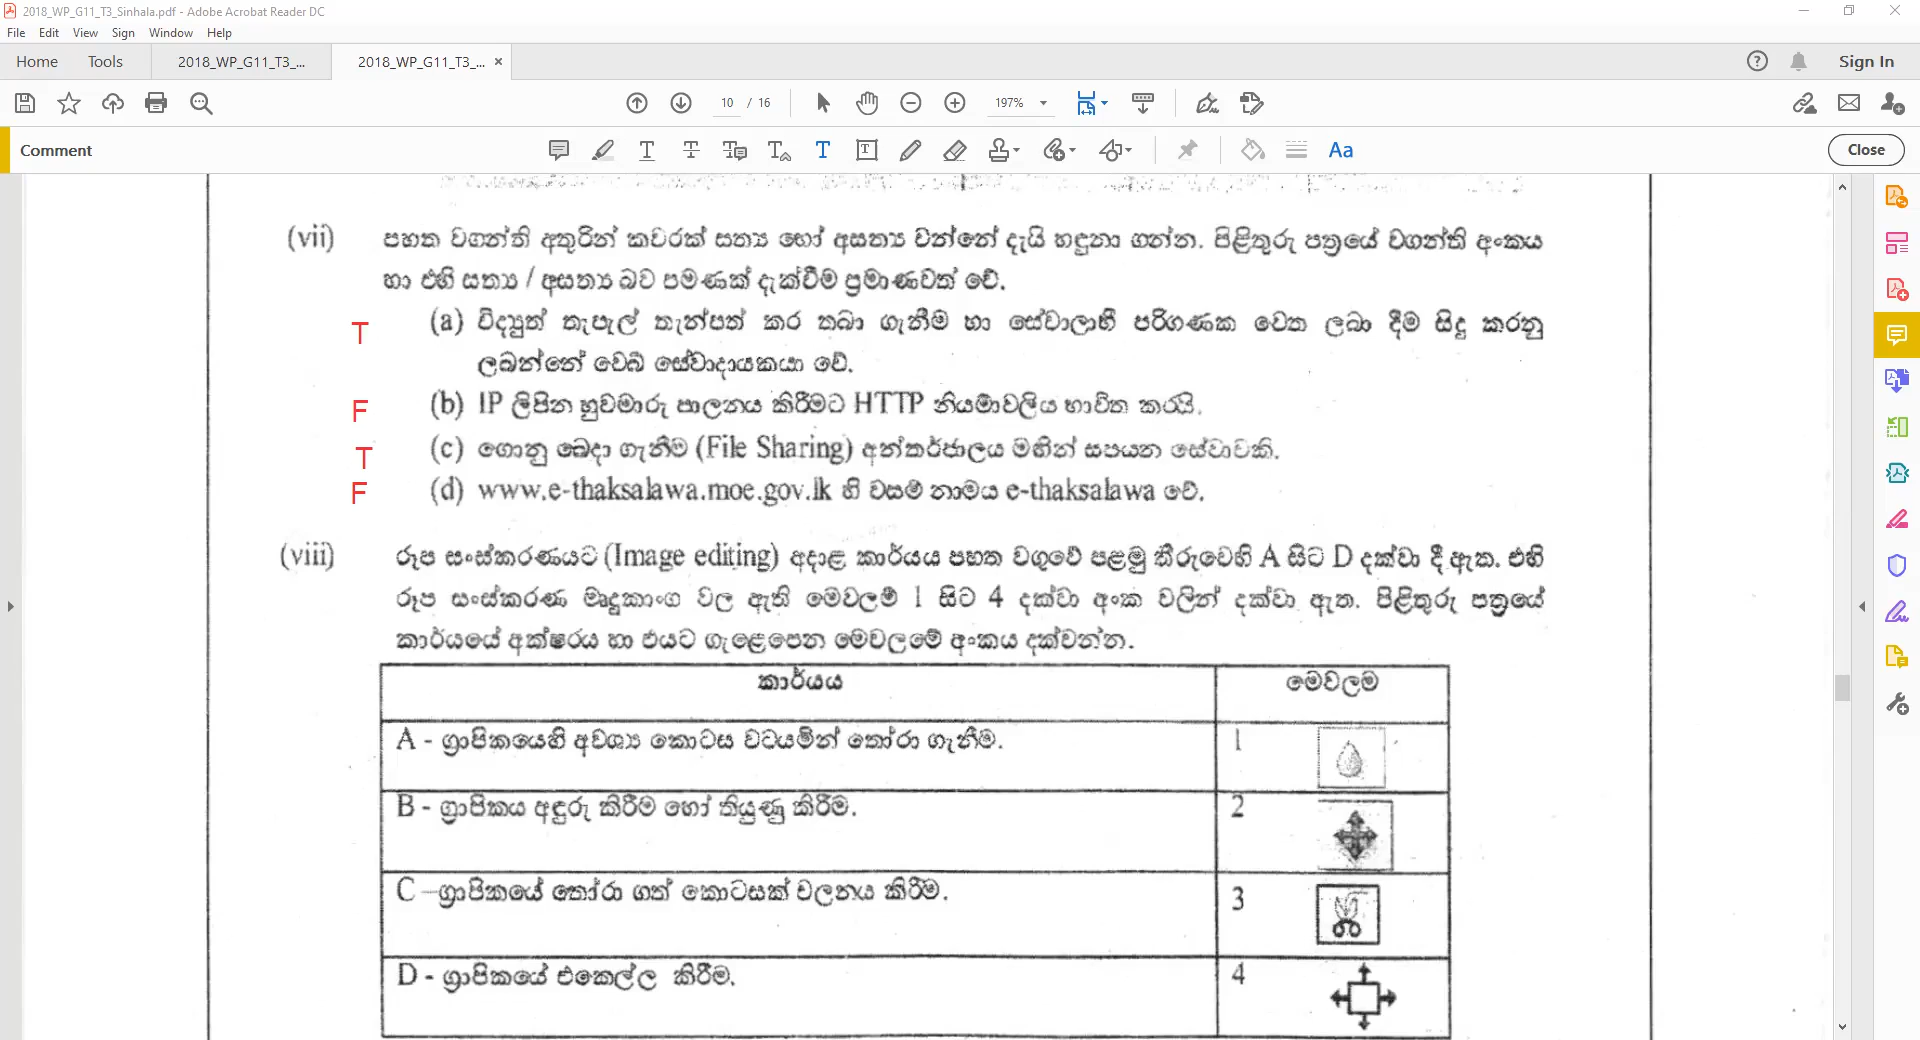 2018_WP_G11_T3_Sinhala.pdf - Adobe Acrobat Reader DC
File Edit View Sign Window Help
Home Tools 2018_WP_G11_T3_... 2018_WP_G11_T3_... × Sign In
10 / 16 197%
Comment Aa Close
(vii) පහත වගන්ති අතුරින් කවරක් සත්‍ය හෝ අසත්‍ය වන්නේ දැයි හඳුනා ගන්න. පිළිතුරු පත්‍රයේ වගන්ති අංකය
හා එහි සත්‍ය / අසත්‍ය බව පමණක් දැක්වීම ප්‍රමාණවත් වේ.
T (a) විද්‍යුත් තැපැල් තැන්පත් කර තබා ගැනීම හා සේවාලාභී පරිගණක වෙත ලබා දීම සිදු කරනු
ලබන්නේ වෙබ් සේවාදායකයා වේ.
F (b) IP ලිපින හුවමාරු පාලනය කිරීමට HTTP නියමාවලිය භාවිත කරයි.
T (c) ගොනු බෙදා ගැනීම (File Sharing) අන්තර්ජාලය මඟින් සපයන සේවාවකි.
F (d) www.e-thaksalawa.moe.gov.lk හි වසම් නාමය e-thaksalawa වේ.
(viii) රූප සංස්කරණයට (Image editing) අදාළ කාර්යය පහත වගුවේ පළමු තීරුවෙහි A සිට D දක්වා දී ඇත. එහි
රූප සංස්කරණ මෘදුකාංග වල ඇති මෙවලම් 1 සිට 4 දක්වා අංක වලින් දක්වා ඇත. පිළිතුරු පත්‍රයේ
කාර්යයේ අක්ෂරය හා එයට ගැළපෙන මෙවලමේ අංකය දක්වන්න.
කාර්යය මෙවලම
A - ග්‍රාපිකයෙහි අවශ්‍ය කොටස වටයමින් තෝරා ගැනීම. 1
B - ග්‍රාපිකය අඳුරු කිරීම හෝ තියුණු කිරීම. 2
C –ග්‍රාපිකයේ තෝරා ගත් කොටසක් චලනය කිරීම. 3
D - ග්‍රාපිකයේ එකෙල්ල කිරීම. 4